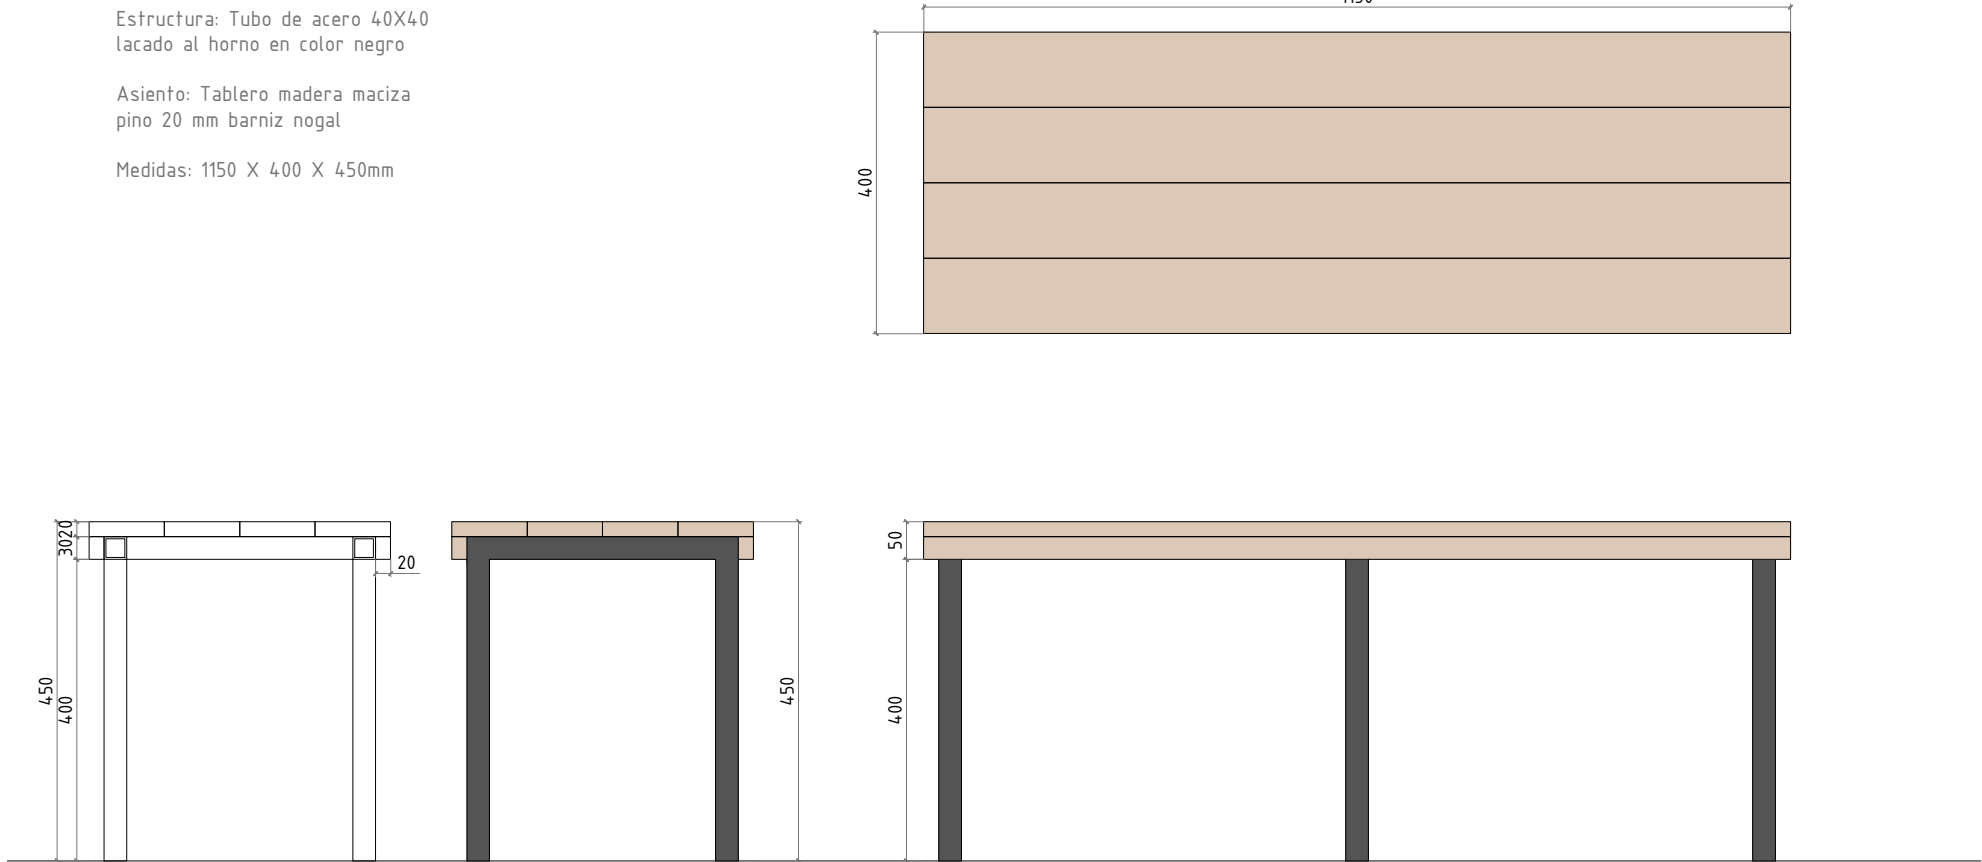 Estructura: Tubo de acero 40X40
lacado al horno en color negro
Asiento: Tablero madera maciza
pino 20 mm barniz nogal
Medidas: 1150 X 400 X 450mm
400
20
30
20
450
400
450
50
400